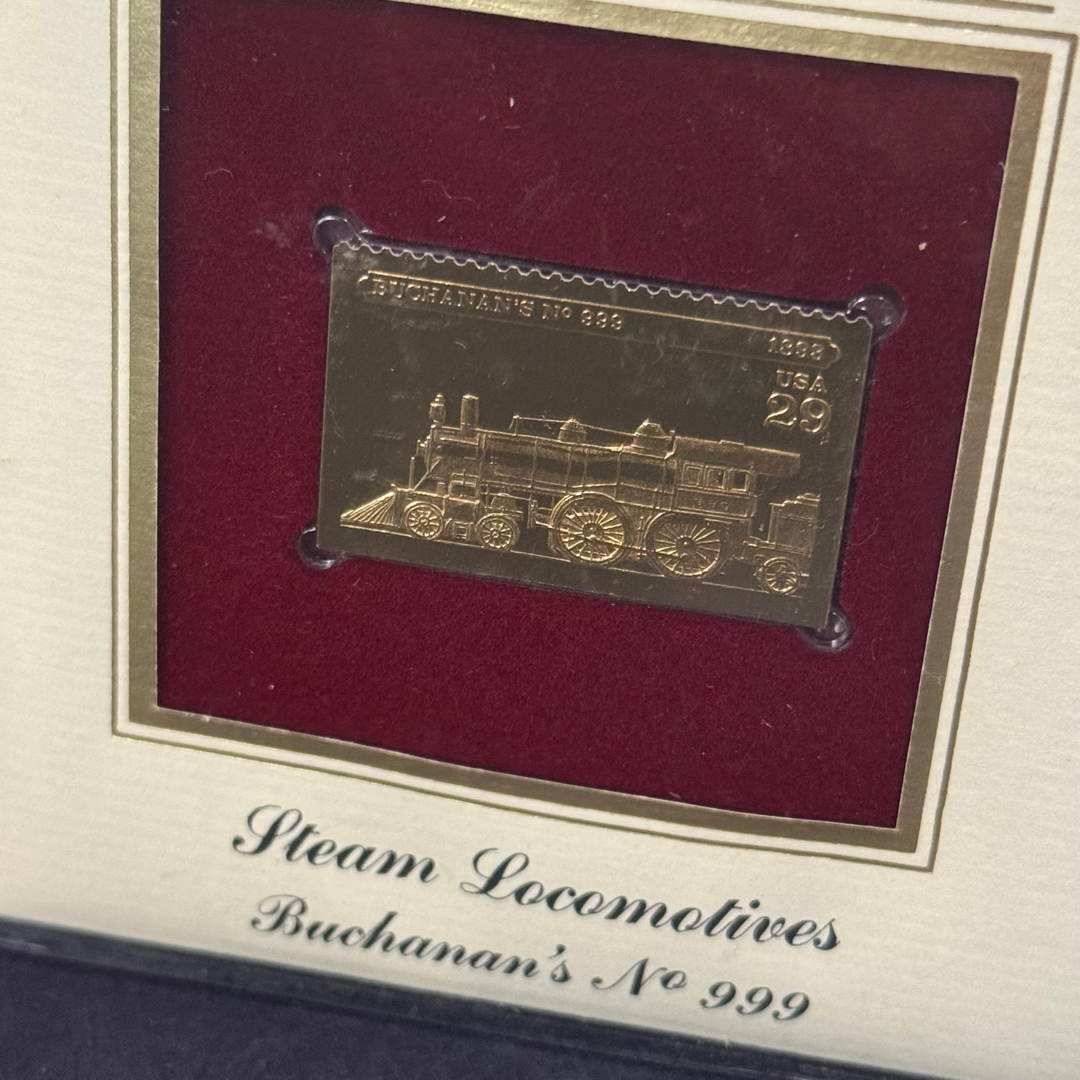 BUCHANAN'S No 999
1893
USA
29
Steam Locomotives
Buchanan's No 999